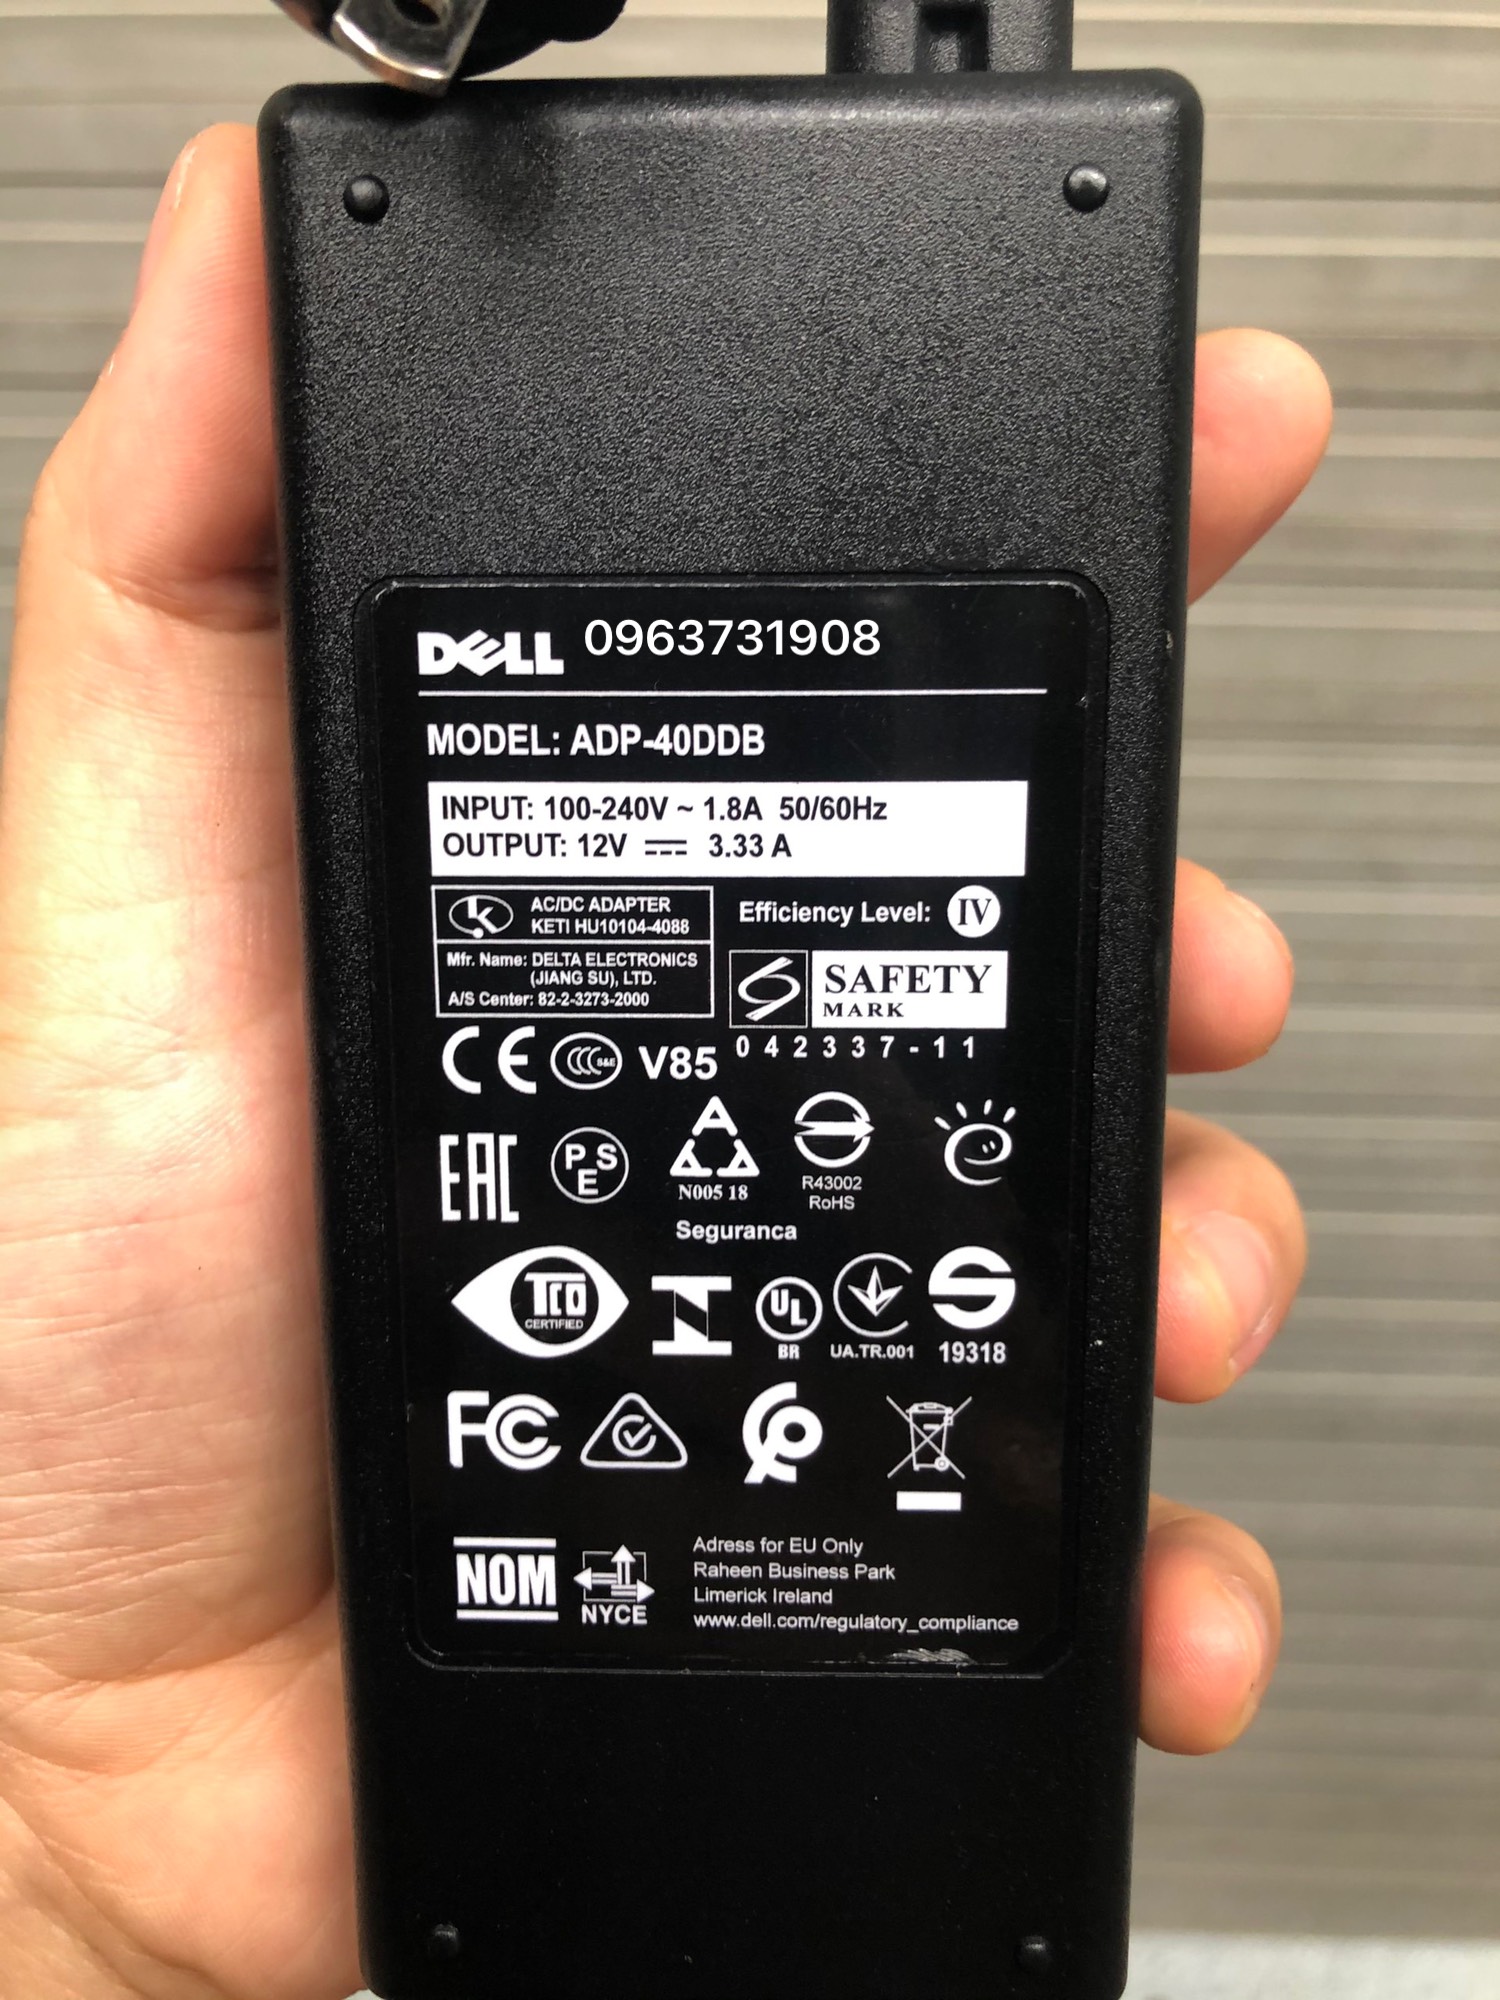 DELL 0963731908
MODEL: ADP-40DDB
INPUT: 100-240V ~ 1.8A 50/60Hz
OUTPUT: 12V ⎓ 3.33 A
AC/DC ADAPTER
KETI HU10104-4088
Mfr. Name: DELTA ELECTRONICS
(JIANG SU), LTD.
A/S Center: 82-2-3273-2000
Efficiency Level: IV
SAFETY
MARK
042337-11
CE CCC S&E V85
EAC PSE
A
N005 18
R43002
RoHS
Seguranca
TCO
CERTIFIED
UL
BR
UA.TR.001
S
19318
FC
NOM
NYCE
Adress for EU Only
Raheen Business Park
Limerick Ireland
www.dell.com/regulatory_compliance